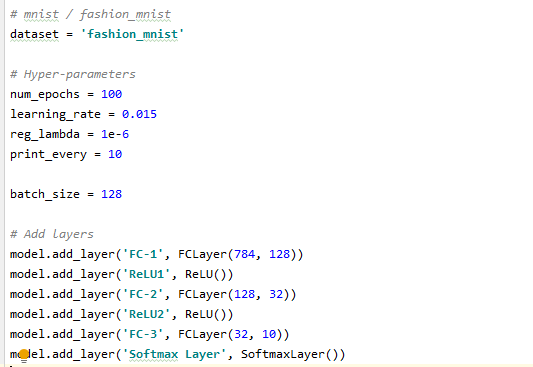 # mnist / fashion_mnist
dataset = 'fashion_mnist'
# Hyper-parameters
num_epochs = 100
learning_rate = 0.015
reg_lambda = 1e-6
print_every = 10
batch_size = 128
# Add layers
model.add_layer('FC-1', FCLayer(784, 128))
model.add_layer('ReLU1', ReLU())
model.add_layer('FC-2', FCLayer(128, 32))
model.add_layer('ReLU2', ReLU())
model.add_layer('FC-3', FCLayer(32, 10))
model.add_layer('Softmax Layer', SoftmaxLayer())